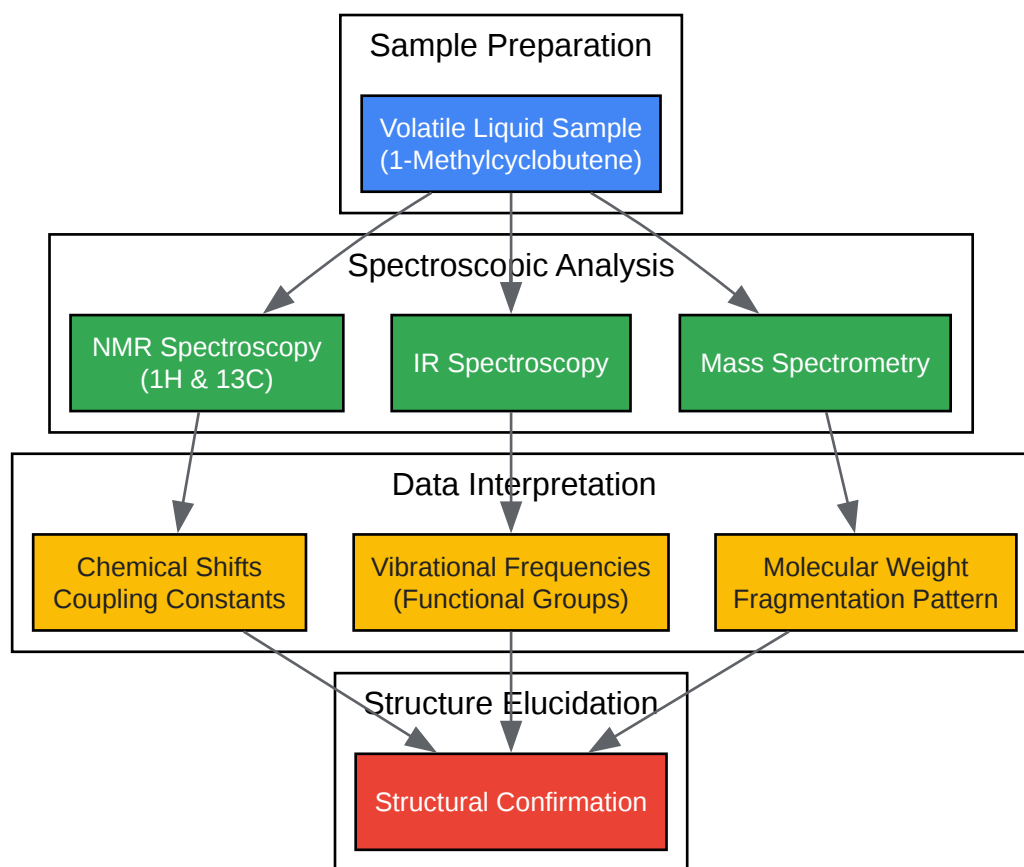 Sample Preparation
Volatile Liquid Sample
(1-Methylcyclobutene)
Spectroscopic Analysis
NMR Spectroscopy
(1H & 13C)
IR Spectroscopy
Mass Spectrometry
Data Interpretation
Chemical Shifts
Coupling Constants
Vibrational Frequencies
(Functional Groups)
Molecular Weight
Fragmentation Pattern
Structure Elucidation
Structural Confirmation